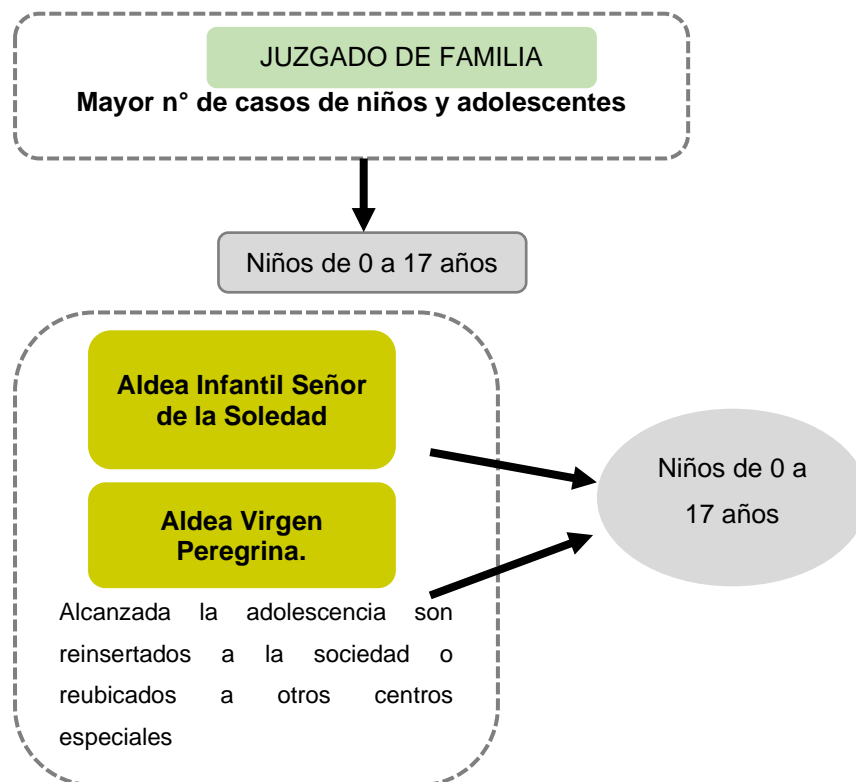 JUZGADO DE FAMILIA
Mayor n° de casos de niños y adolescentes
Niños de 0 a 17 años
Aldea Infantil Señor
de la Soledad
Aldea Virgen
Peregrina.
Alcanzada la adolescencia son
reinsertados a la sociedad o
reubicados a otros centros
especiales
Niños de 0 a
17 años